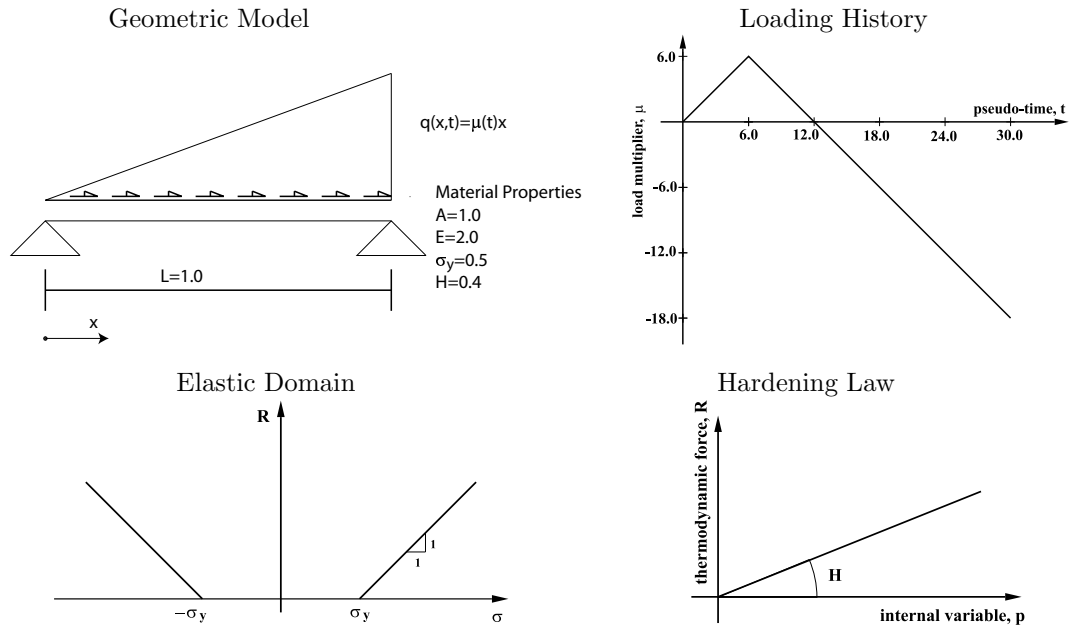 Geometric Model
q(x,t)=μ(t)x
Material Properties
A=1.0
E=2.0
σy=0.5
H=0.4
L=1.0
x
Loading History
load multiplier, μ
pseudo-time, t
6.0
6.0
12.0
18.0
24.0
30.0
-6.0
-12.0
-18.0
Elastic Domain
R
1
1
−σy
σy
σ
Hardening Law
thermodynamic force, R
H
internal variable, p